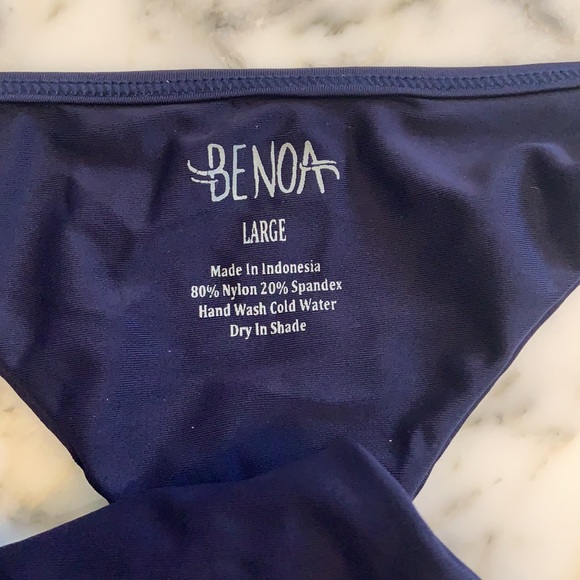 BENOA
LARGE
Made In Indonesia
80% Nylon 20% Spandex
Hand Wash Cold Water
Dry In Shade